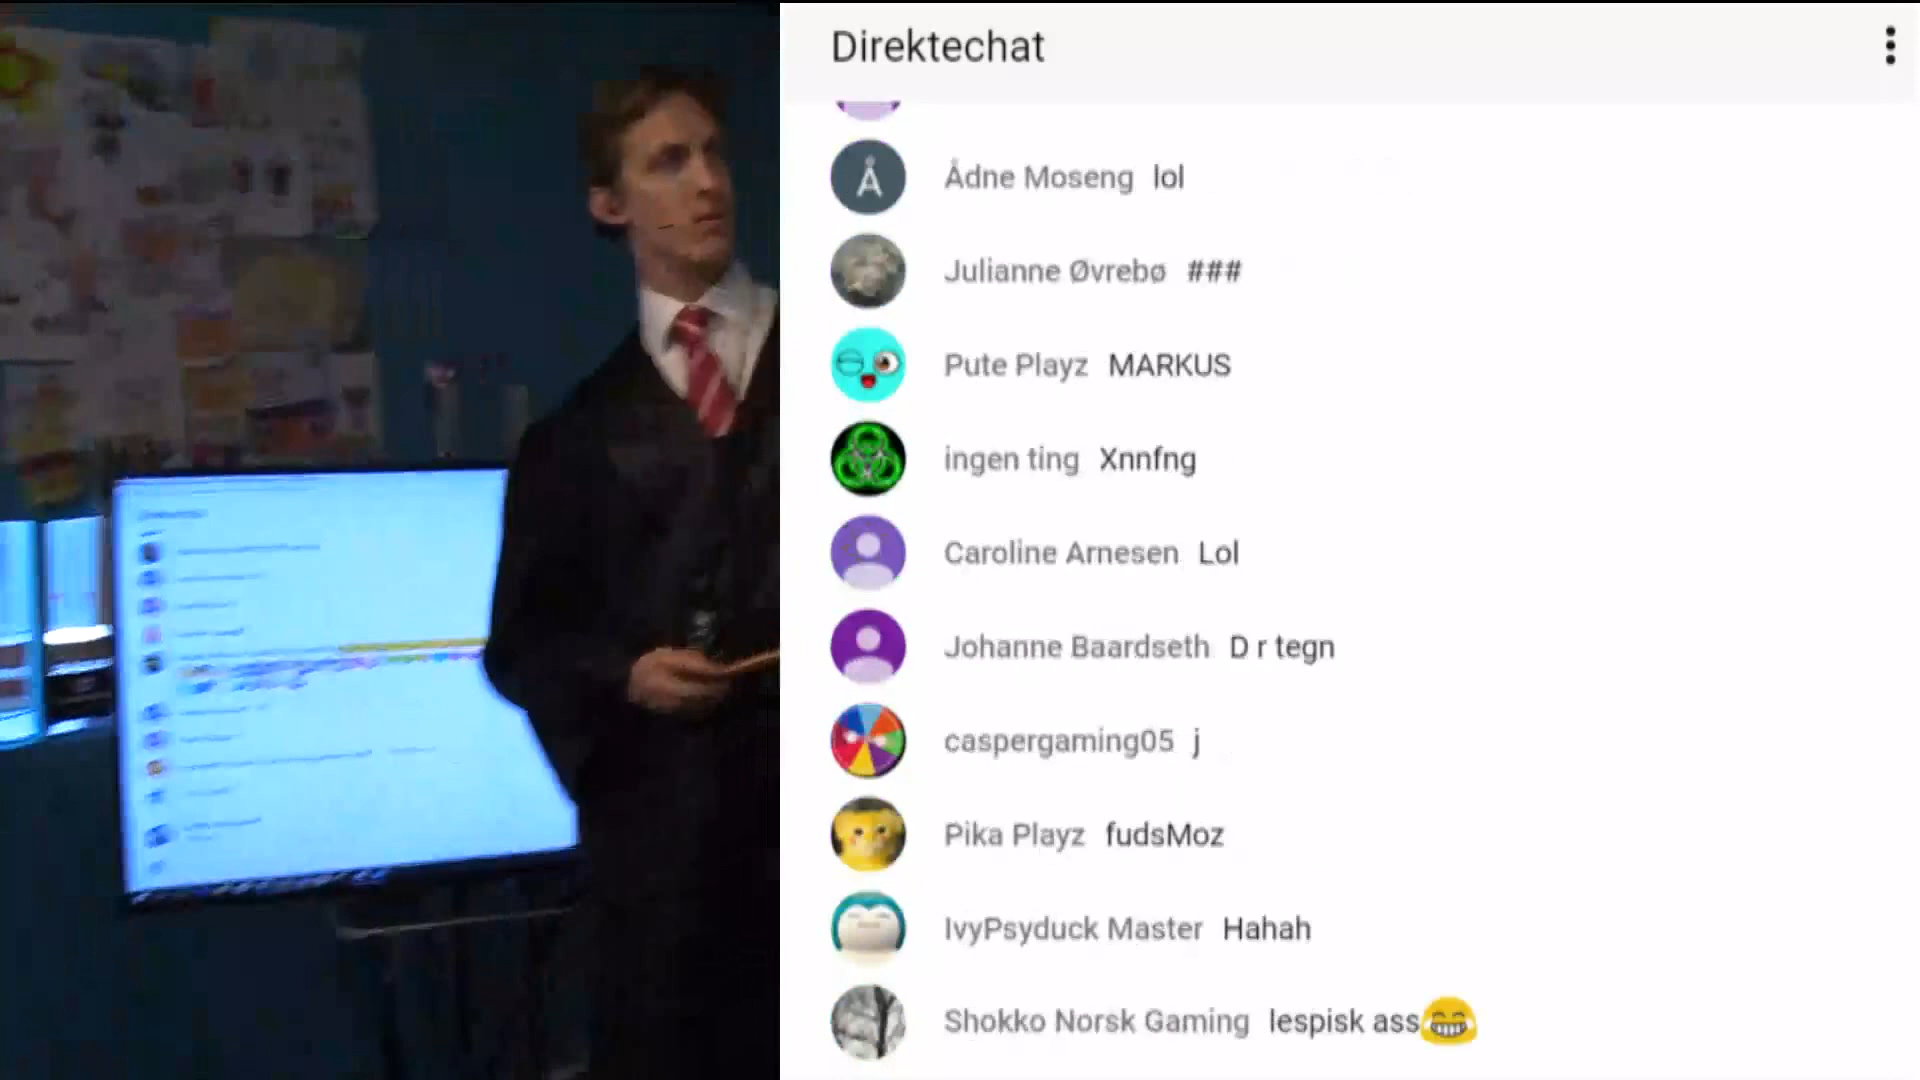 Direktechat
Ådne Moseng lol
Julianne Øvrebø ###
Pute Playz MARKUS
ingen ting Xnnfng
Caroline Arnesen Lol
Johanne Baardseth D r tegn
caspergaming05 j
Pika Playz fudsMoz
IvyPsyduck Master Hahah
Shokko Norsk Gaming lespisk ass😂